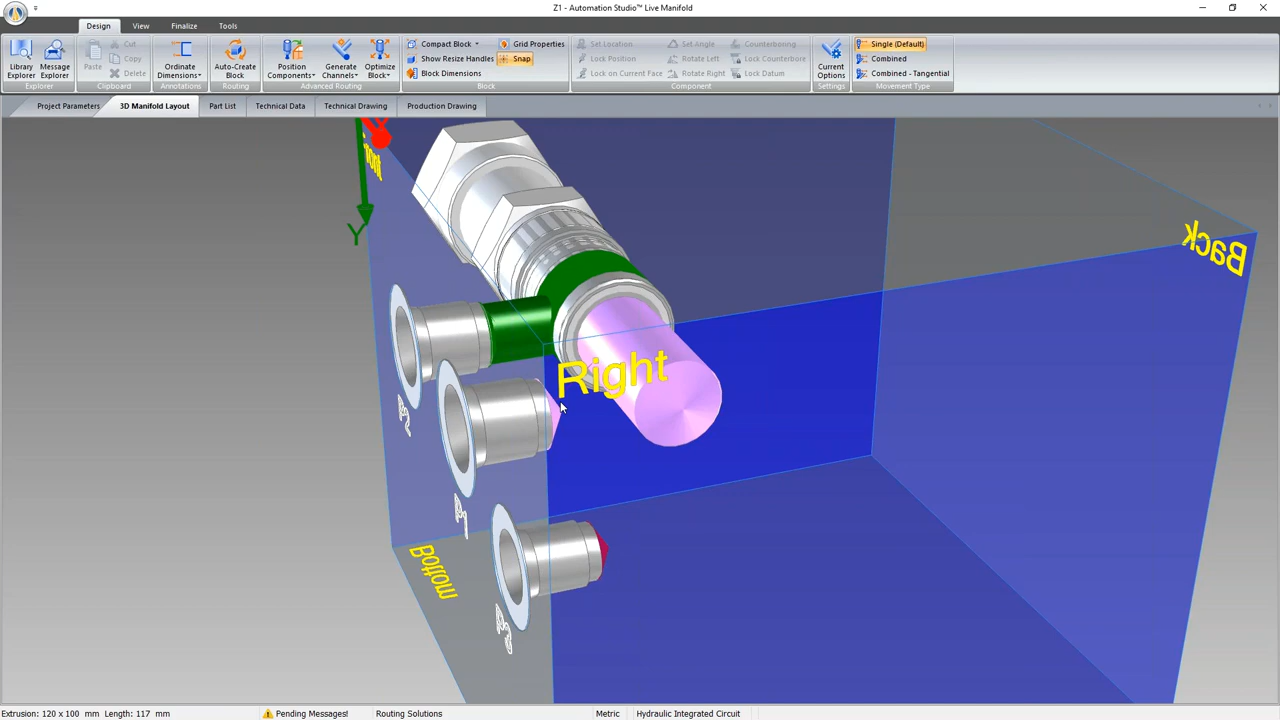 Z1 - Automation Studio™ Live Manifold
Design View Finalize Tools
Library Explorer
Message Explorer
Explorer
Paste
Cut
Copy
Delete
Clipboard
Ordinate Dimensions
Annotations
Auto-Create Block
Routing
Position Components
Generate Channels
Optimize Block
Advanced Routing
Compact Block
Show Resize Handles
Block Dimensions
Grid Properties
Snap
Block
Set Location
Lock Position
Lock on Current Face
Set Angle
Rotate Left
Rotate Right
Counterboring
Lock Counterbore
Lock Datum
Component
Current Options
Settings
Single (Default)
Combined
Combined - Tangential
Movement Type
Project Parameters 3D Manifold Layout Part List Technical Data Technical Drawing Production Drawing
Front
Y
Back
Right
P2
P1
Bottom
P3
Extrusion: 120 x 100 mm Length: 117 mm Pending Messages! Routing Solutions Metric Hydraulic Integrated Circuit